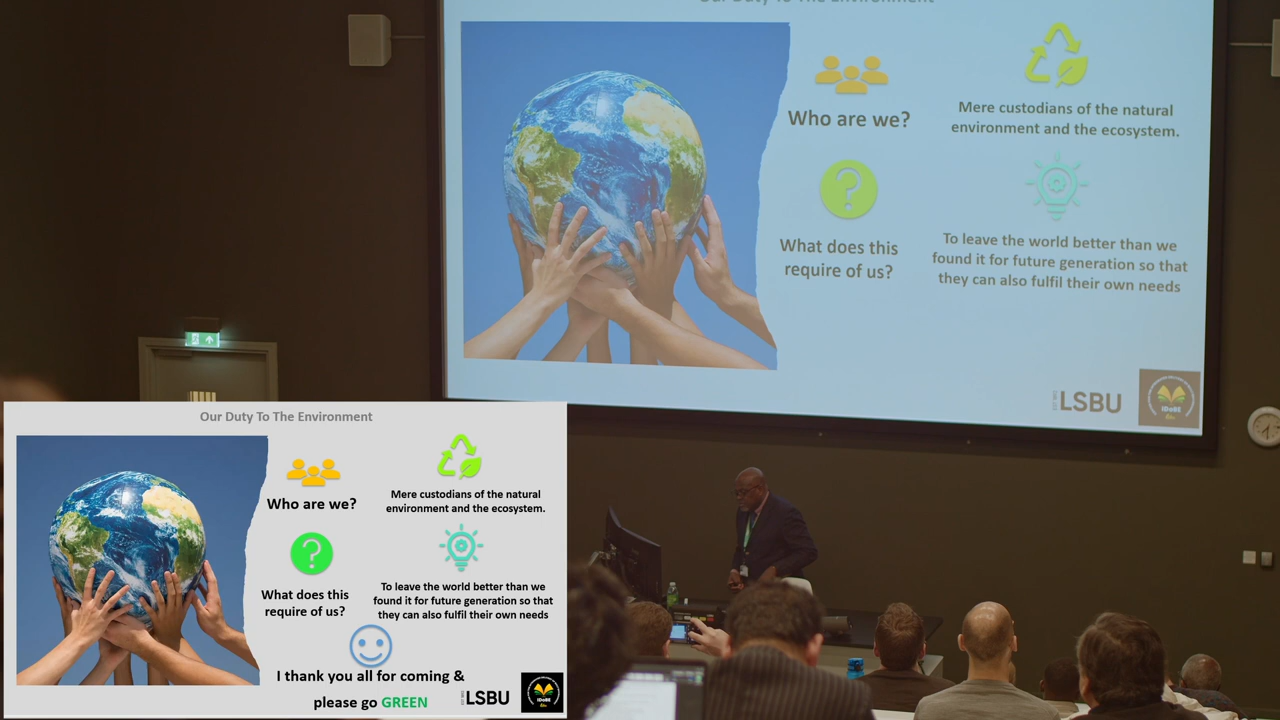 Our Duty To The Environment
Who are we?
Mere custodians of the natural
environment and the ecosystem.
What does this
require of us?
To leave the world better than we
found it for future generation so that
they can also fulfil their own needs
LSBU
IDoBE
Our Duty To The Environment
Who are we?
Mere custodians of the natural
environment and the ecosystem.
What does this
require of us?
To leave the world better than we
found it for future generation so that
they can also fulfil their own needs
I thank you all for coming &
please go GREEN
LSBU
IDoBE